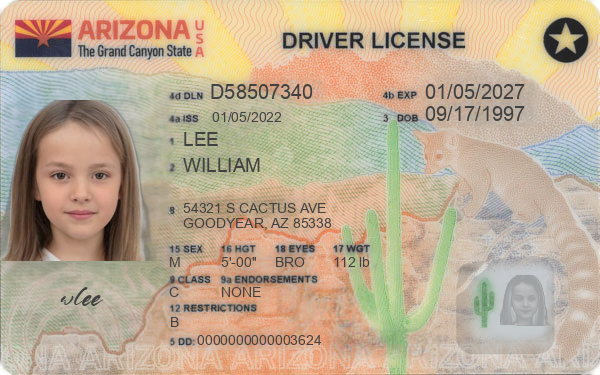 ARIZONA USA
The Grand Canyon State
DRIVER LICENSE
4d DLN D58507340
4b EXP 01/05/2027
4a ISS 01/05/2022
3 DOB 09/17/1997
1 LEE
2 WILLIAM
8 54321 S CACTUS AVE
GOODYEAR, AZ 85338
15 SEX 16 HGT 18 EYES 17 WGT
M 5'-00" BRO 112 lb
9 CLASS 9a ENDORSEMENTS
C NONE
12 RESTRICTIONS
B
wlee
5 DD: 0000000000003624
ONA ARIZONA ARIZONA ARIZONA ARIZONA ARIZ